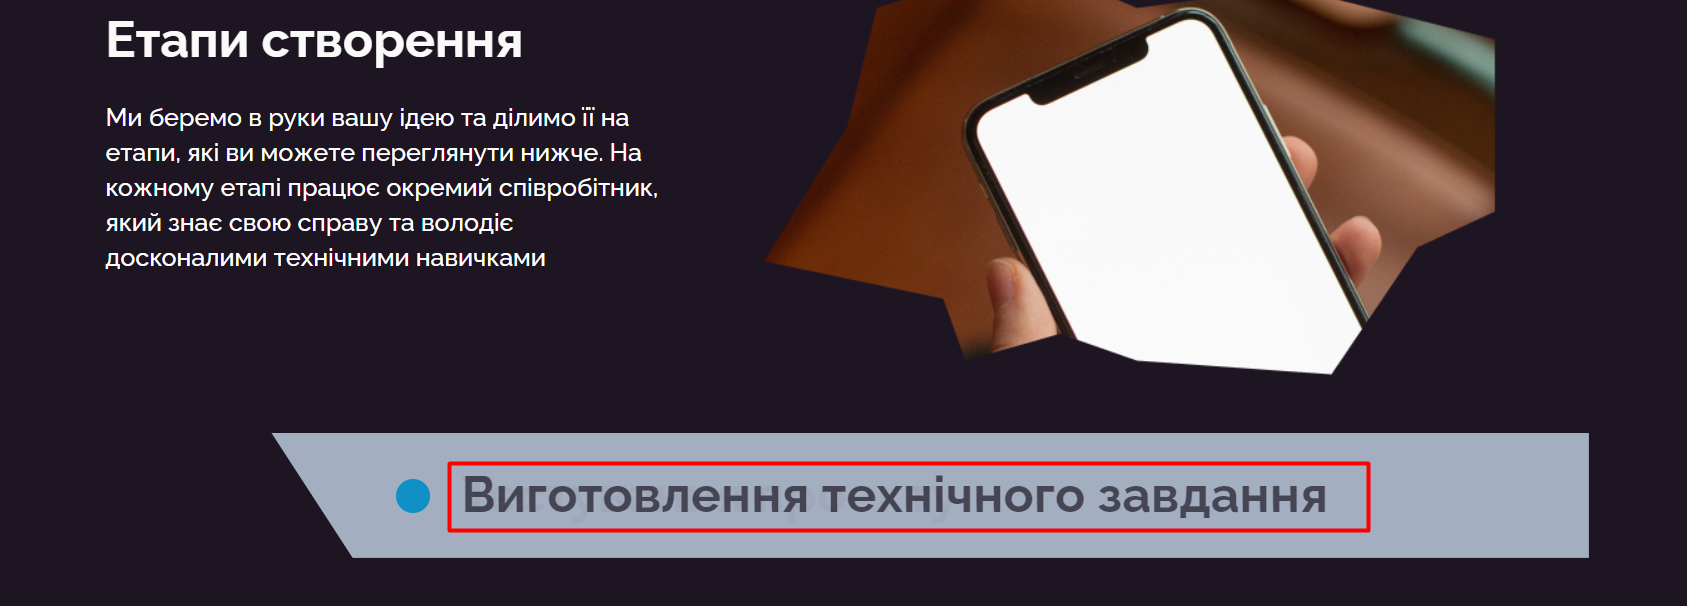 Етапи створення
Ми беремо в руки вашу ідею та ділимо її на
етапи, які ви можете переглянути нижче. На
кожному етапі працює окремий співробітник,
який знає свою справу та володіє
досконалими технічними навичками
Виготовлення технічного завдання